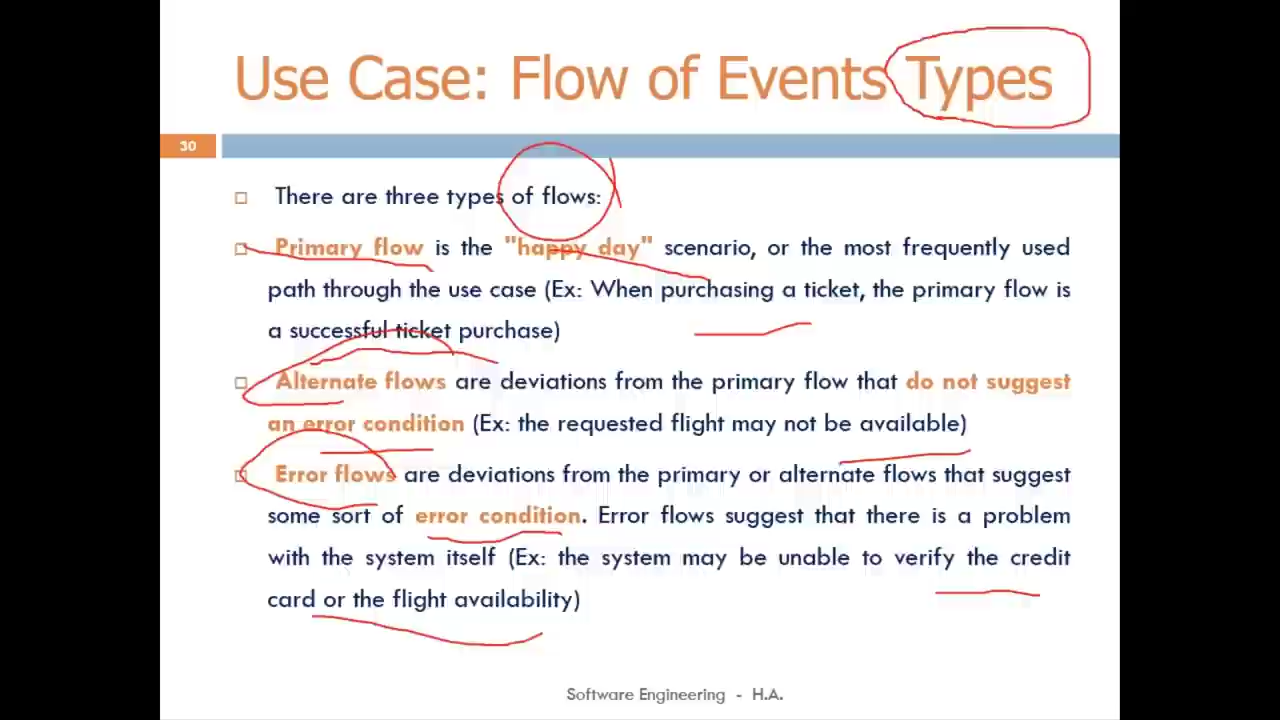 Use Case: Flow of Events Types
30
There are three types of flows:
Primary flow is the "happy day" scenario, or the most frequently used
path through the use case (Ex: When purchasing a ticket, the primary flow is
a successful ticket purchase)
Alternate flows are deviations from the primary flow that do not suggest
an error condition (Ex: the requested flight may not be available)
Error flows are deviations from the primary or alternate flows that suggest
some sort of error condition. Error flows suggest that there is a problem
with the system itself (Ex: the system may be unable to verify the credit
card or the flight availability)
Software Engineering - H.A.